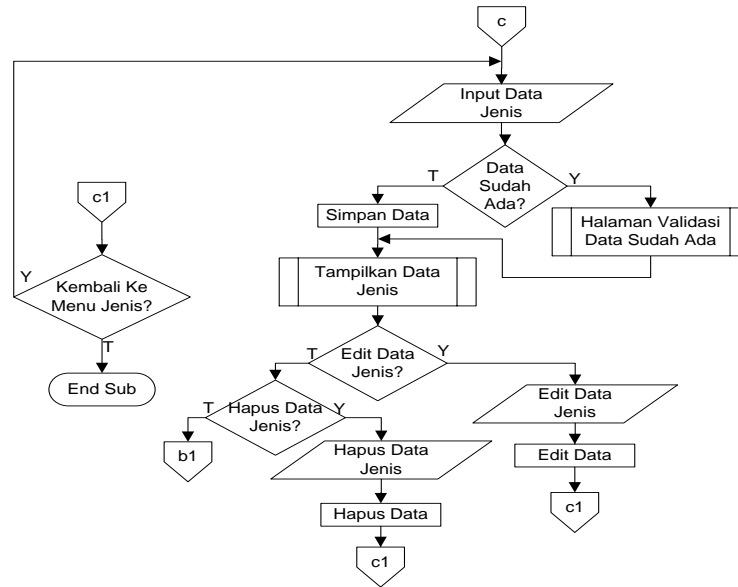 c
Input Data
Jenis
Data
Sudah
Ada?
T
Y
Simpan Data
Halaman Validasi
Data Sudah Ada
Tampilkan Data
Jenis
Edit Data
Jenis?
T
Y
Hapus Data
Jenis?
T
Y
b1
Hapus Data
Jenis
Hapus Data
c1
Edit Data
Jenis
Edit Data
c1
c1
Kembali Ke
Menu Jenis?
Y
T
End Sub